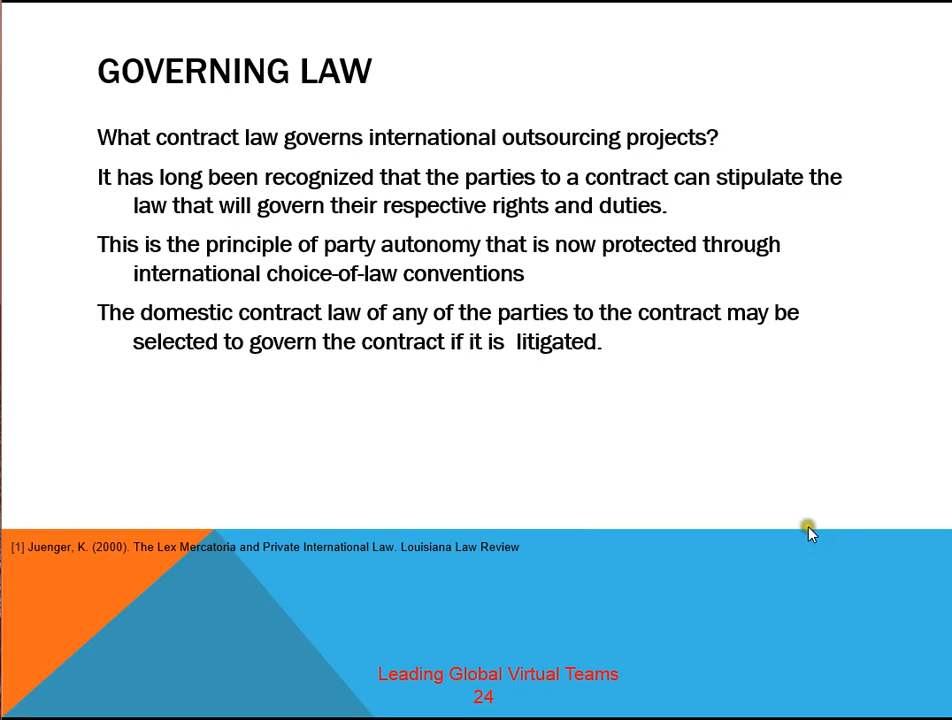 GOVERNING LAW
What contract law governs international outsourcing projects?
It has long been recognized that the parties to a contract can stipulate the
law that will govern their respective rights and duties.
This is the principle of party autonomy that is now protected through
international choice-of-law conventions
The domestic contract law of any of the parties to the contract may be
selected to govern the contract if it is  litigated.
[1] Juenger, K. (2000). The Lex Mercatoria and Private International Law. Louisiana Law Review
Leading Global Virtual Teams
24